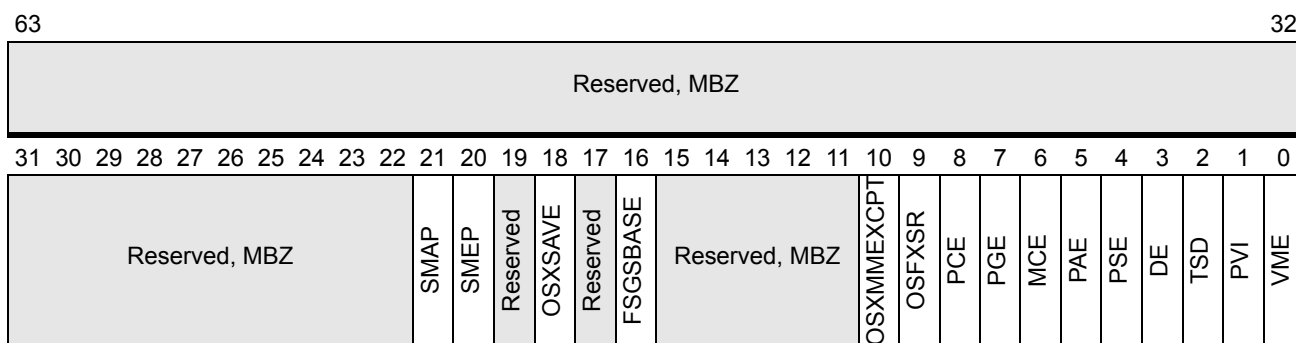 63 32
Reserved, MBZ
31 30 29 28 27 26 25 24 23 22 21 20 19 18 17 16 15 14 13 12 11 10 9 8 7 6 5 4 3 2 1 0
Reserved, MBZ
SMAP
SMEP
Reserved
OSXSAVE
Reserved
FSGSBASE
Reserved, MBZ
OSXMMEXCPT
OSFXSR
PCE
PGE
MCE
PAE
PSE
DE
TSD
PVI
VME